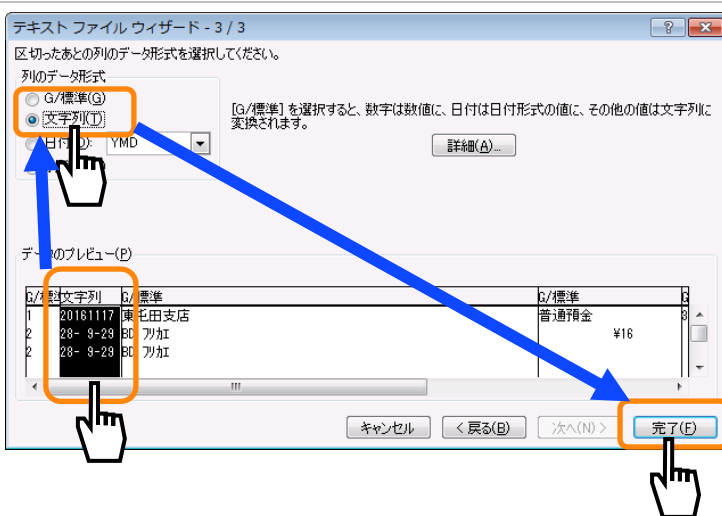 テキスト ファイル ウィザード - 3 / 3
区切ったあとの列のデータ形式を選択してください。
列のデータ形式
G/標準(G)
文字列(T)
YMD
[G/標準] を選択すると、数字は数値に、日付は日付形式の値に、その他の値は文字列に
変換されます。
詳細(A)...
のプレビュー(P)
G/標準 文字列 G/標準 G/標準 G
1 20161117 東毛田支店 普通預金 3
2 28- 9-29 BD フリカエ ¥16
2 28- 9-29 BD フリカエ
キャンセル < 戻る(B) 次へ(N) > 完了(F)